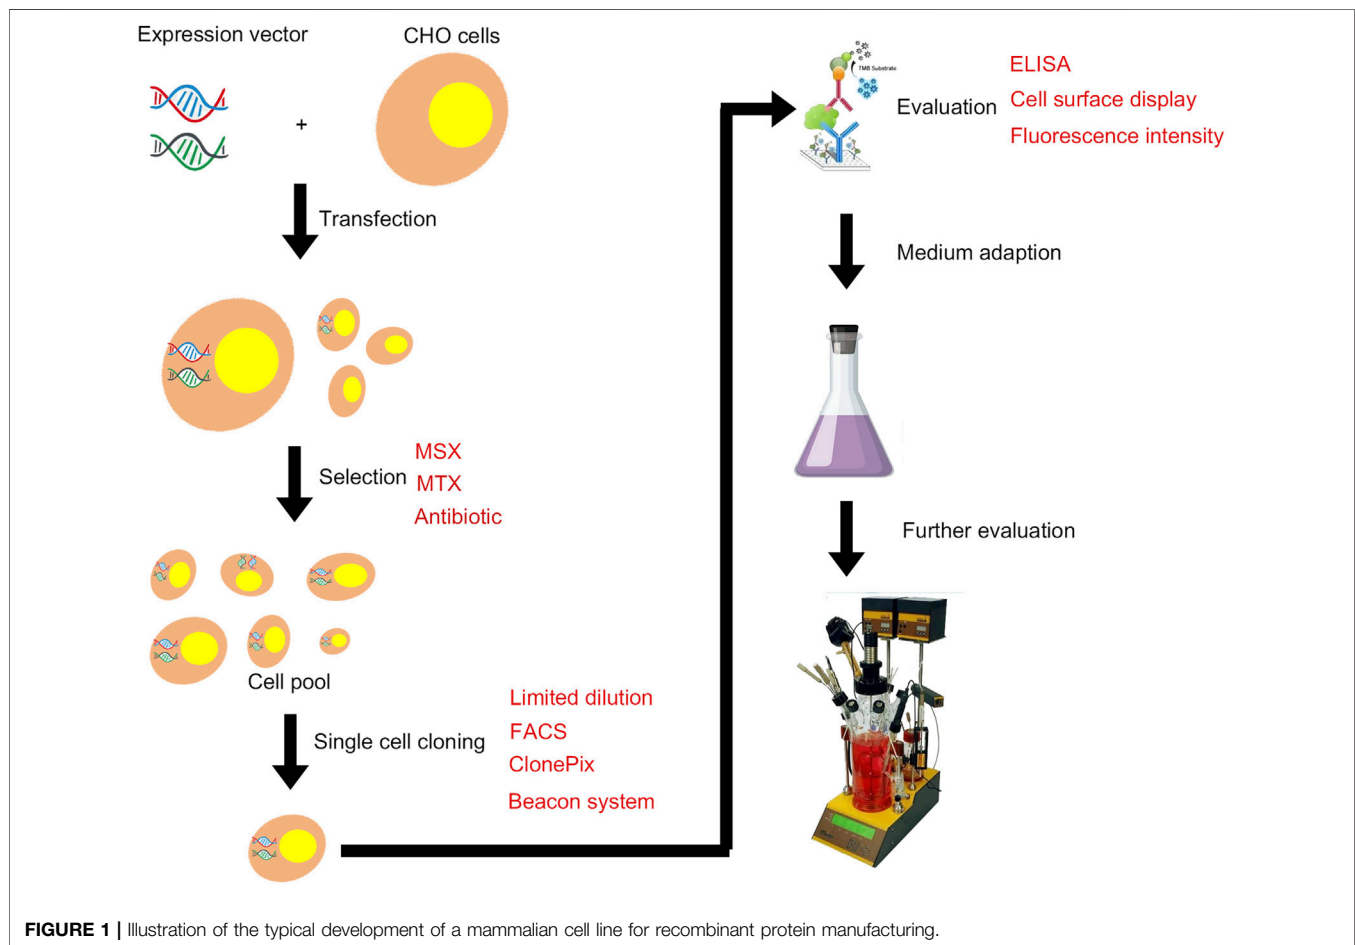 Expression vector
CHO cells
+
Transfection
Selection
MSX
MTX
Antibiotic
Cell pool
Single cell cloning
Limited dilution
FACS
ClonePix
Beacon system
TMB Substrate
Evaluation
ELISA
Cell surface display
Fluorescence intensity
Medium adaption
Further evaluation
FIGURE 1 | Illustration of the typical development of a mammalian cell line for recombinant protein manufacturing.